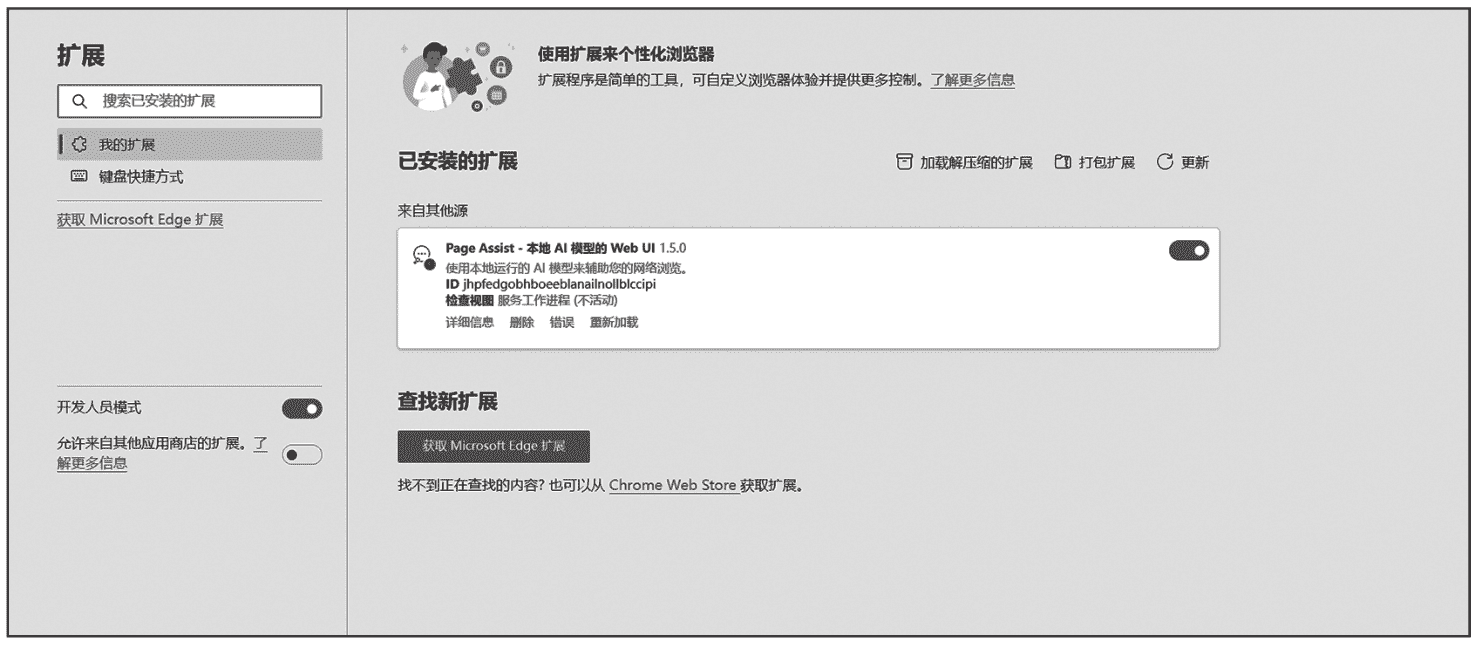 扩展
搜索已安装的扩展
我的扩展
键盘快捷方式
获取 Microsoft Edge 扩展
开发人员模式
允许来自其他应用商店的扩展。了
解更多信息
使用扩展来个性化浏览器
扩展程序是简单的工具，可自定义浏览器体验并提供更多控制。了解更多信息
已安装的扩展
加载解压缩的扩展 打包扩展 更新
来自其他源
Page Assist - 本地 AI 模型的 Web UI 1.5.0
使用本地运行的 AI 模型来辅助您的网络浏览。
ID jhpfedgobhboeeblanailnollblccipi
检查视图 服务工作进程 (不活动)
详细信息 删除 错误 重新加载
查找新扩展
获取 Microsoft Edge 扩展
找不到正在查找的内容? 也可以从 Chrome Web Store 获取扩展。